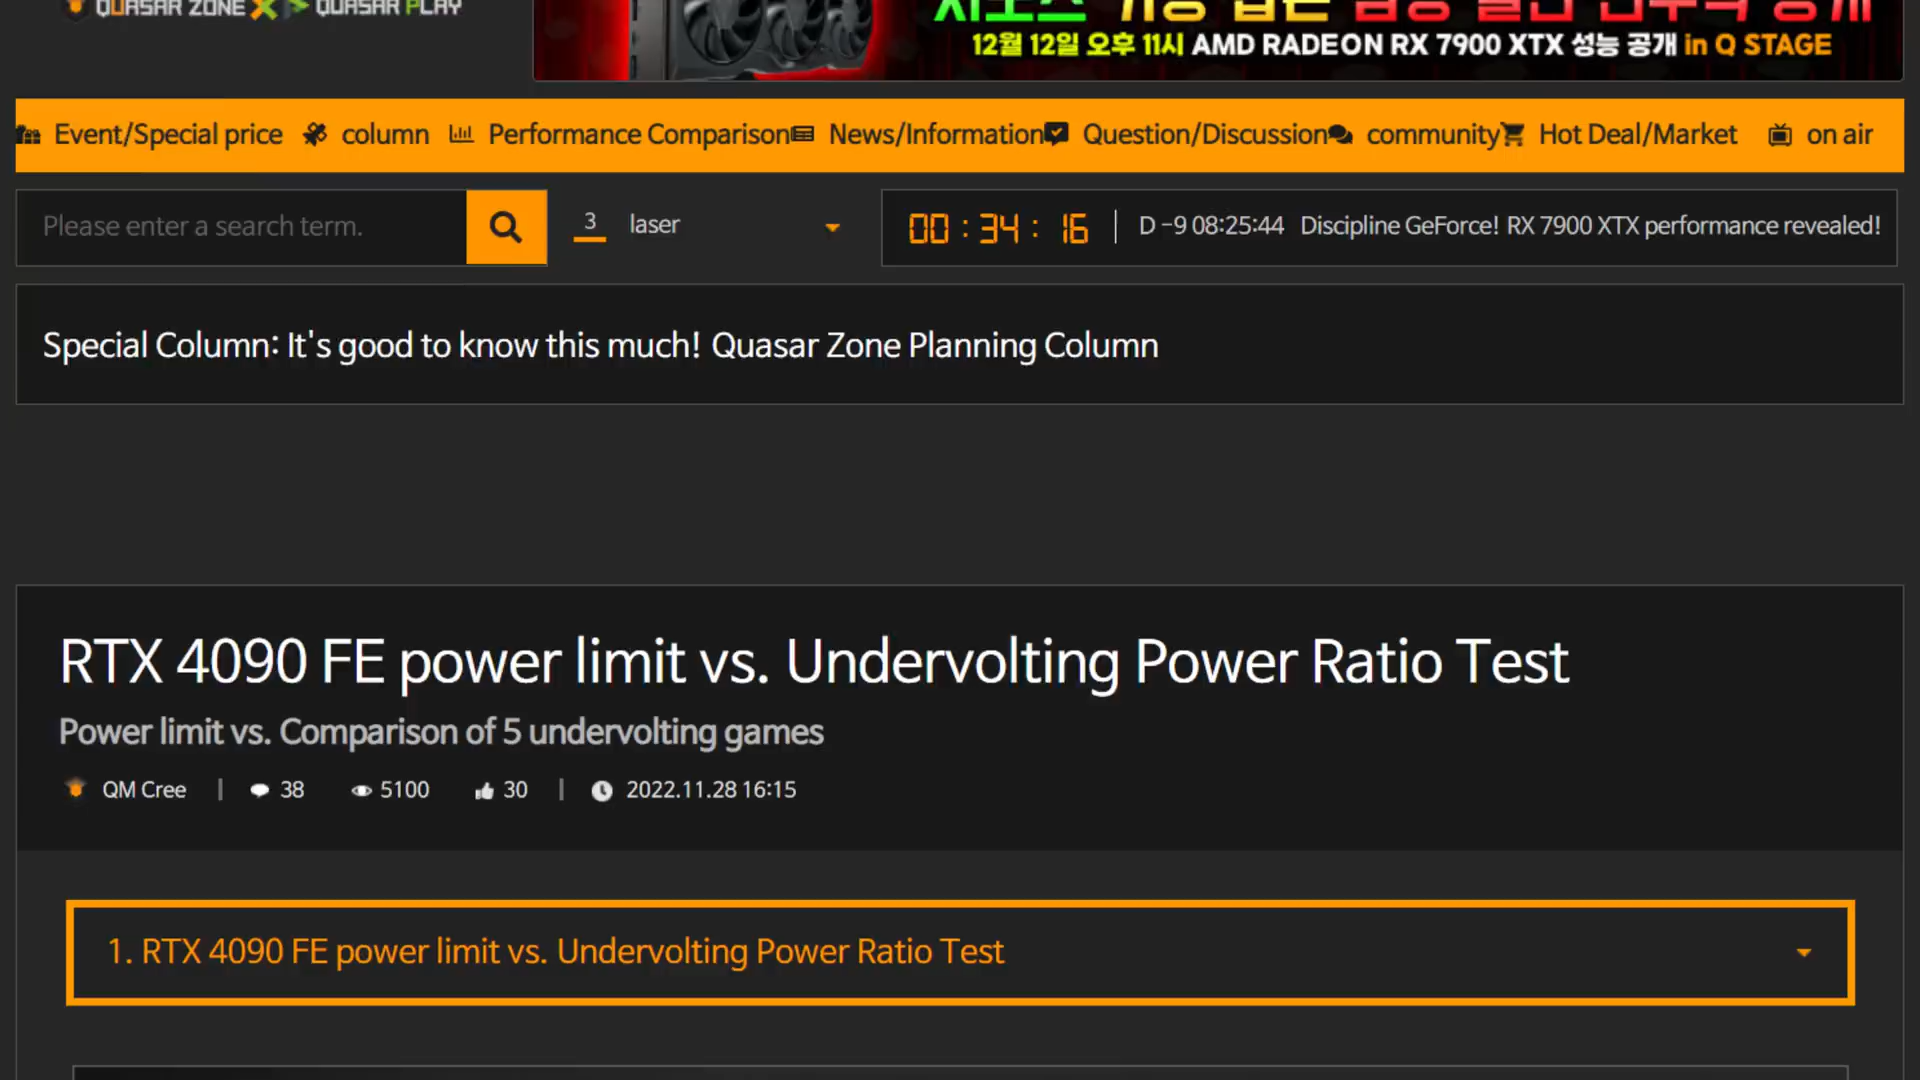 QUASAR ZONE X QUASAR PLAY
12월 12일 오후 11시 AMD RADEON RX 7900 XTX 성능 공개 in Q STAGE
Event/Special price column Performance Comparison News/Information Question/Discussion community Hot Deal/Market on air
Please enter a search term. 3 laser 00 : 34 : 16 D -9 08:25:44 Discipline GeForce! RX 7900 XTX performance revealed!
Special Column: It's good to know this much! Quasar Zone Planning Column
RTX 4090 FE power limit vs. Undervolting Power Ratio Test
Power limit vs. Comparison of 5 undervolting games
QM Cree | 38 5100 30 | 2022.11.28 16:15
1. RTX 4090 FE power limit vs. Undervolting Power Ratio Test